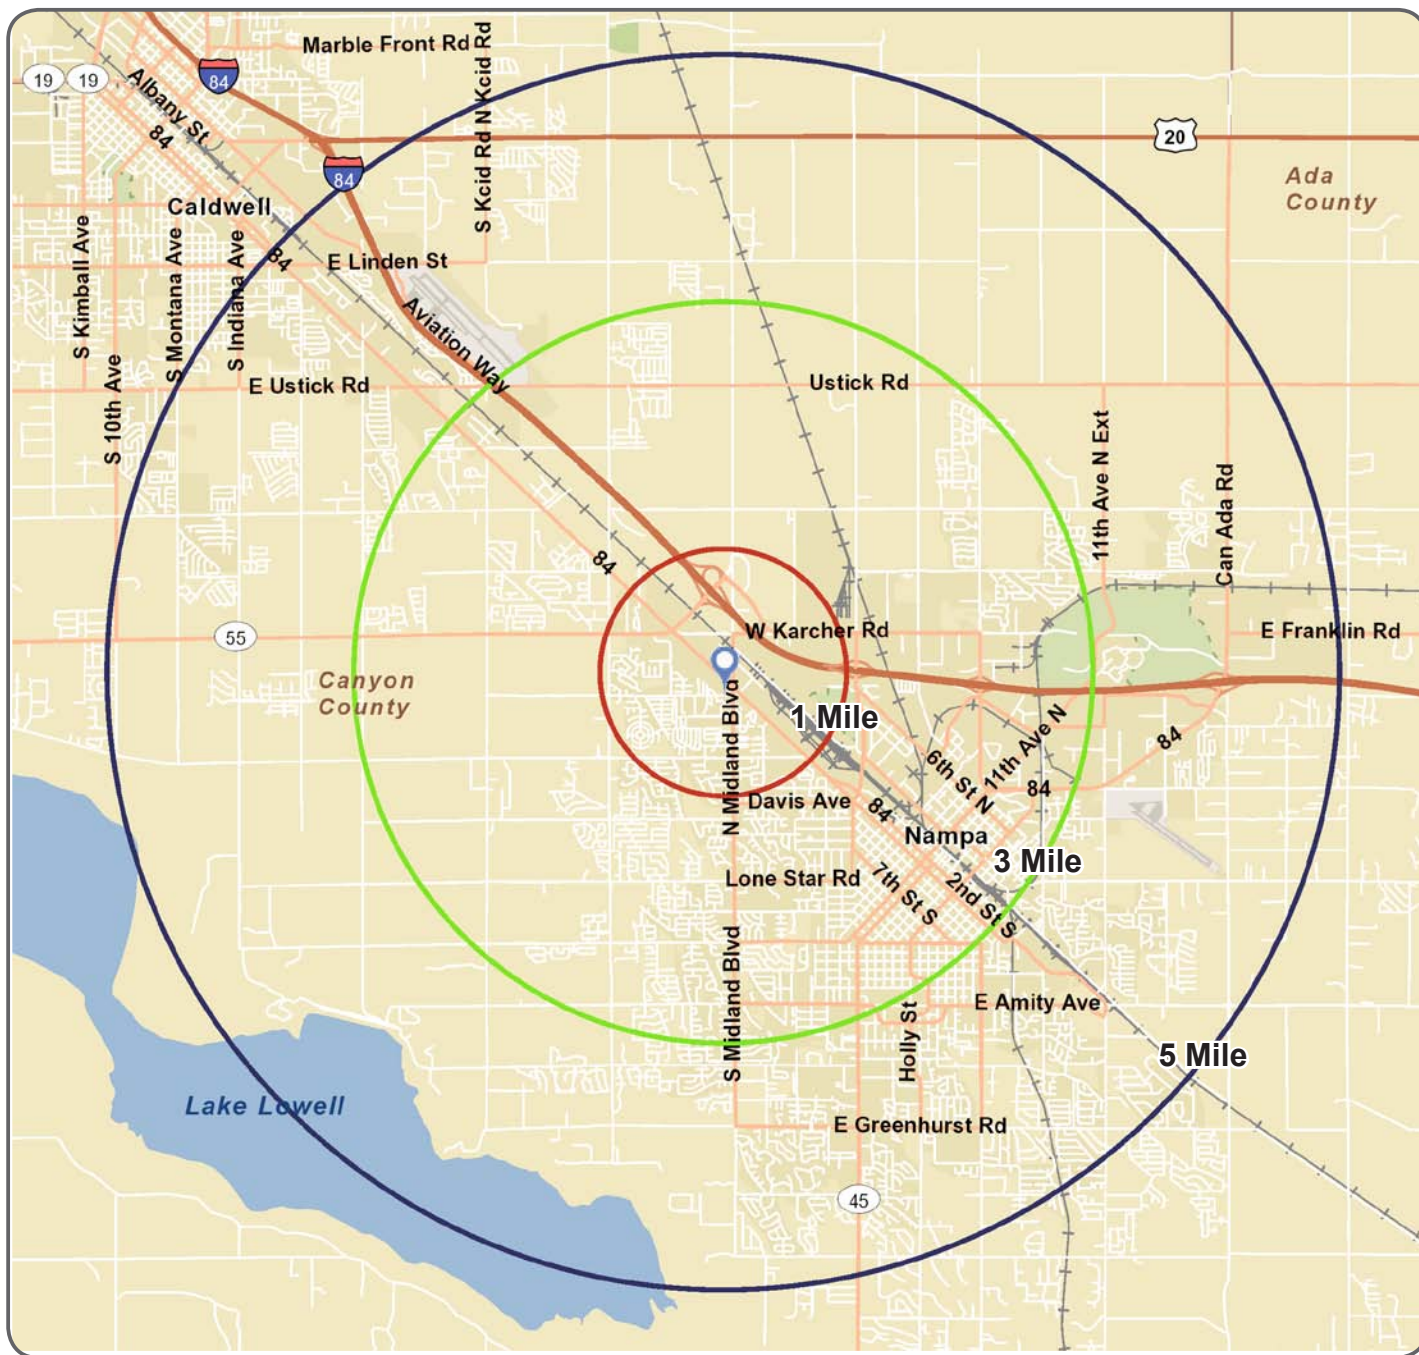 Marble Front Rd
N Kcid Rd
S Kcid Rd
19
19
84
Albany St
84
20
84
Ada
County
Caldwell
84
E Linden St
S Kimball Ave
S Montana Ave
S Indiana Ave
Aviation Way
S 10th Ave
E Ustick Rd
Ustick Rd
11th Ave N Ext
Can Ada Rd
84
55
W Karcher Rd
E Franklin Rd
Canyon
County
N Midland Blvd
1 Mile
11th Ave N
84
6th St N
84
Davis Ave
84
Nampa
3 Mile
Lone Star Rd
7th St S
2nd St S
S Midland Blvd
Holly St
E Amity Ave
5 Mile
Lake Lowell
E Greenhurst Rd
45